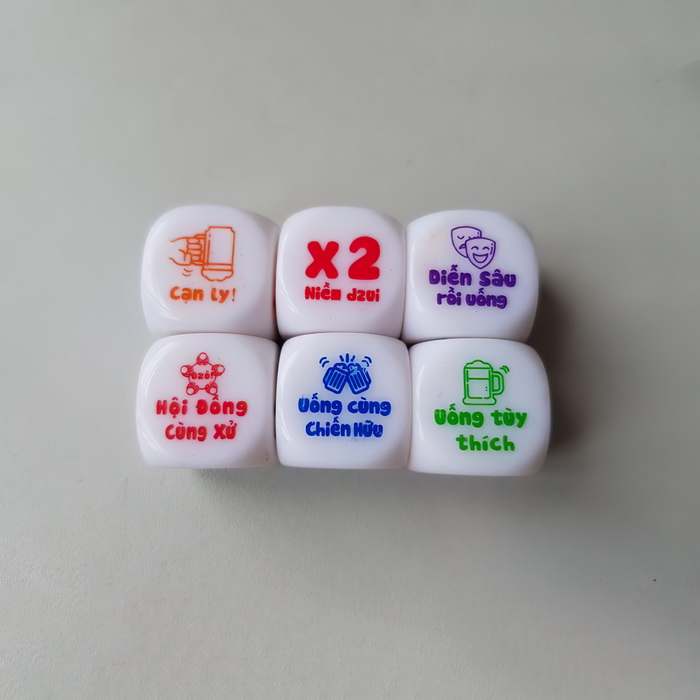 Cạn ly!
X2
Niềm dzui
Diễn sâu
rồi uống
DZÔ!
Hội Đồng
Cùng Xử
Uống cùng
Chiến Hữu
Uống tùy
thích